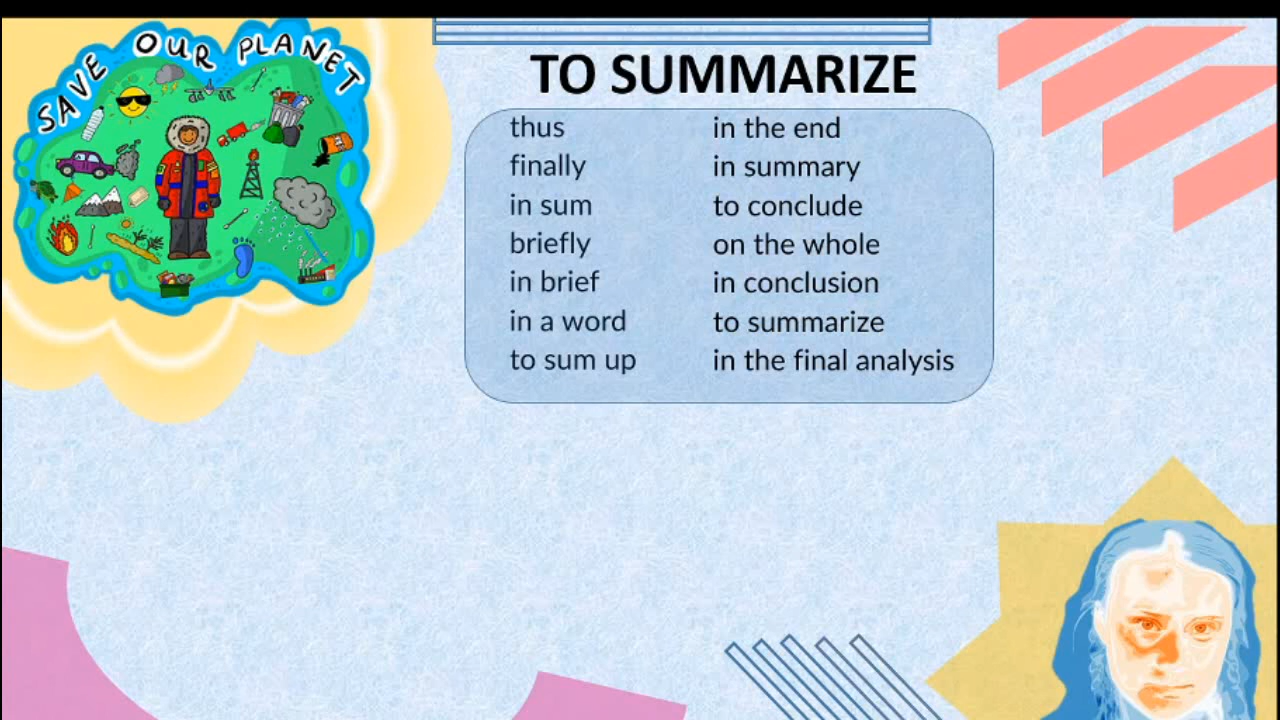 SAVE OUR PLANET
TO SUMMARIZE
thus
finally
in sum
briefly
in brief
in a word
to sum up
in the end
in summary
to conclude
on the whole
in conclusion
to summarize
in the final analysis